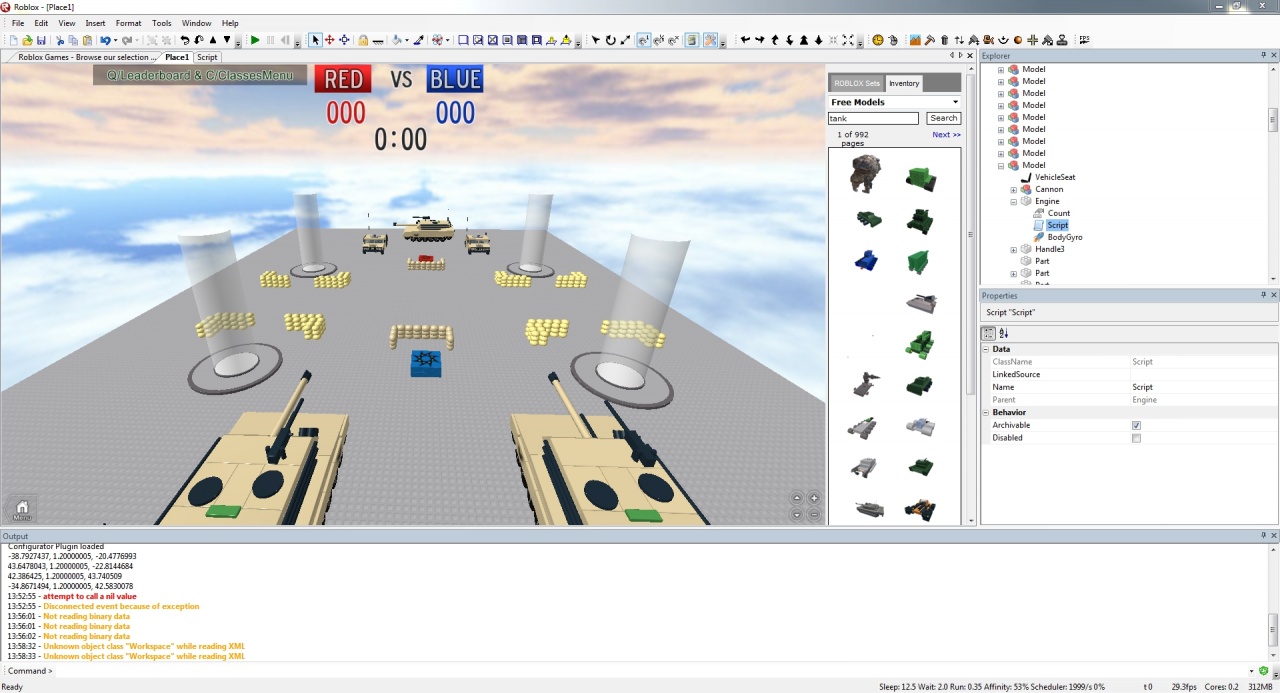 Roblox - [Place1]
File Edit View Insert Format Tools Window Help
Roblox Games - Browse our selection ... Place1 Script
Q/Leaderboard & C/ClassesMenu
RED VS BLUE
000 000
0:00
Menu
ROBLOX Sets Inventory
Free Models
tank Search
1 of 992 pages Next >>
Explorer
Model
Model
Model
Model
Model
Model
Model
Model
Model
VehicleSeat
Cannon
Engine
Count
Script
BodyGyro
Handle3
Part
Part
Part
Properties
Script "Script"
Data
ClassName Script
LinkedSource
Name Script
Parent Engine
Behavior
Archivable
Disabled
Output
Configurator Plugin loaded
-38.7927437, 1.20000005, -20.4776993
43.6478043, 1.20000005, -22.8144684
42.386425, 1.20000005, 43.740509
-34.8671494, 1.20000005, 42.5830078
13:52:55 - attempt to call a nil value
13:52:55 - Disconnected event because of exception
13:56:01 - Not reading binary data
13:56:01 - Not reading binary data
13:56:02 - Not reading binary data
13:58:32 - Unknown object class "Workspace" while reading XML
13:58:33 - Unknown object class "Workspace" while reading XML
Command >
Ready Sleep: 12.5 Wait: 2.0 Run: 0.35 Affinity: 53% Scheduler: 1999/s 0% t 0 29.3fps Cores: 0.2 312MB